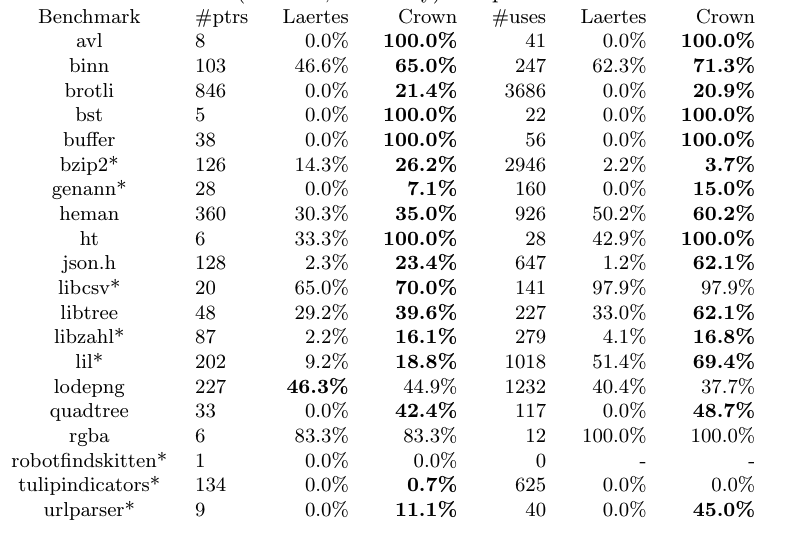 Benchmark #ptrs Laertes Crown #uses Laertes Crown
avl 8 0.0% 100.0% 41 0.0% 100.0%
binn 103 46.6% 65.0% 247 62.3% 71.3%
brotli 846 0.0% 21.4% 3686 0.0% 20.9%
bst 5 0.0% 100.0% 22 0.0% 100.0%
buffer 38 0.0% 100.0% 56 0.0% 100.0%
bzip2* 126 14.3% 26.2% 2946 2.2% 3.7%
genann* 28 0.0% 7.1% 160 0.0% 15.0%
heman 360 30.3% 35.0% 926 50.2% 60.2%
ht 6 33.3% 100.0% 28 42.9% 100.0%
json.h 128 2.3% 23.4% 647 1.2% 62.1%
libcsv* 20 65.0% 70.0% 141 97.9% 97.9%
libtree 48 29.2% 39.6% 227 33.0% 62.1%
libzahl* 87 2.2% 16.1% 279 4.1% 16.8%
lil* 202 9.2% 18.8% 1018 51.4% 69.4%
lodepng 227 46.3% 44.9% 1232 40.4% 37.7%
quadtree 33 0.0% 42.4% 117 0.0% 48.7%
rgba 6 83.3% 83.3% 12 100.0% 100.0%
robotfindskitten* 1 0.0% 0.0% 0 - -
tulipindicators* 134 0.0% 0.7% 625 0.0% 0.0%
urlparser* 9 0.0% 11.1% 40 0.0% 45.0%